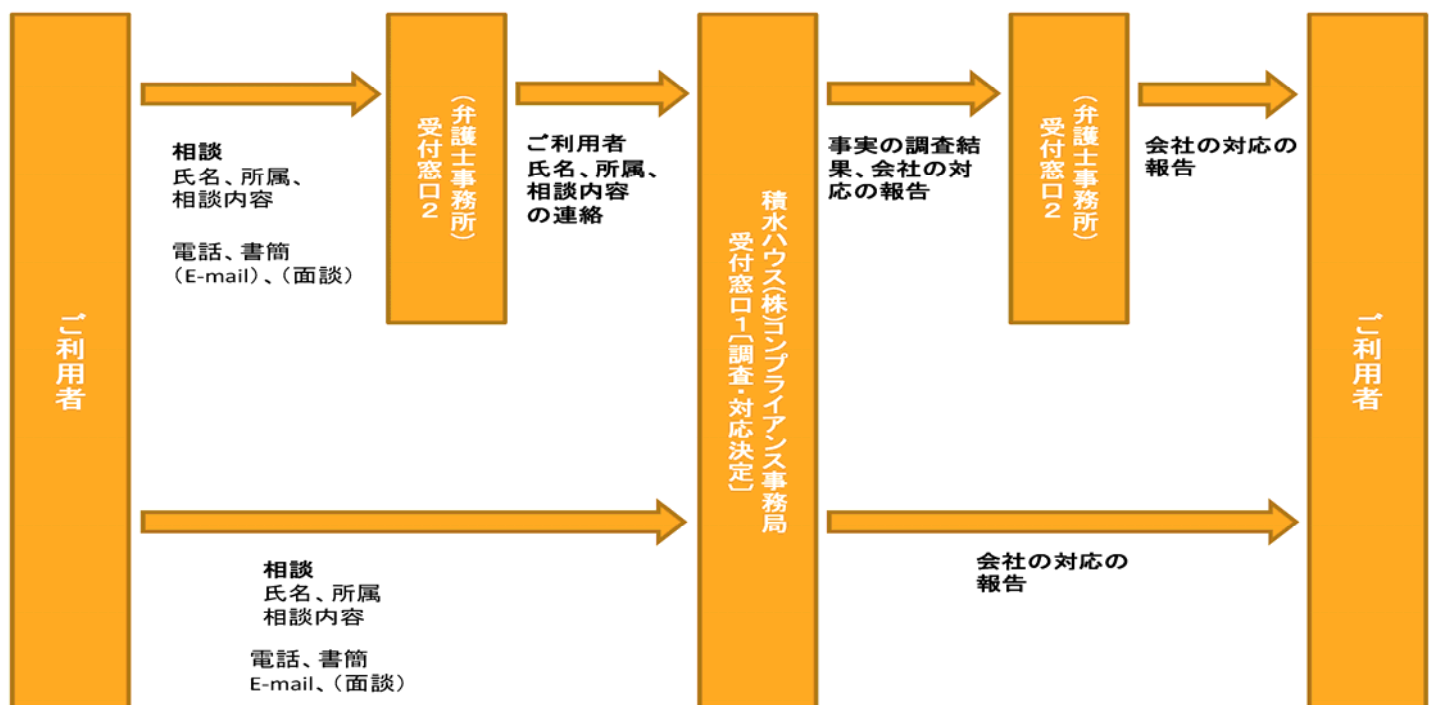 ご利用者
相談
氏名、所属、
相談内容
電話、書簡
（E-mail）、（面談）
（弁護士事務所）
受付窓口２
ご利用者
氏名、所属、
相談内容
の連絡
積水ハウス(株)コンプライアンス事務局
受付窓口１〔調査・対応決定〕
事実の調査結
果、会社の対
応の報告
（弁護士事務所）
受付窓口２
会社の対応の
報告
ご利用者
相談
氏名、所属
相談内容
電話、書簡
E-mail、（面談）
会社の対応の
報告